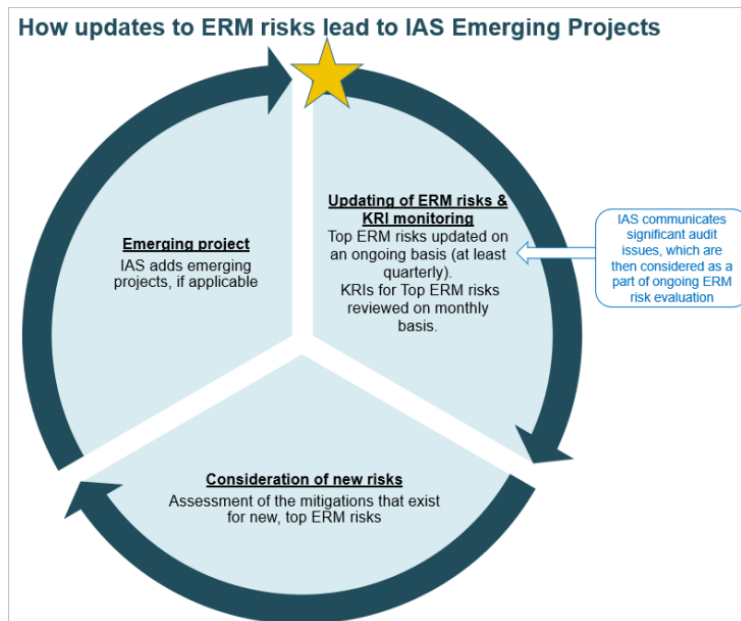 How updates to ERM risks lead to IAS Emerging Projects
Updating of ERM risks &
KRI monitoring
Top ERM risks updated on
an ongoing basis (at least
quarterly).
KRIs for Top ERM risks
reviewed on monthly
basis.
IAS communicates
significant audit
issues, which are
then considered as a
part of ongoing ERM
risk evaluation
Consideration of new risks
Assessment of the mitigations that exist
for new, top ERM risks
Emerging project
IAS adds emerging
projects, if applicable